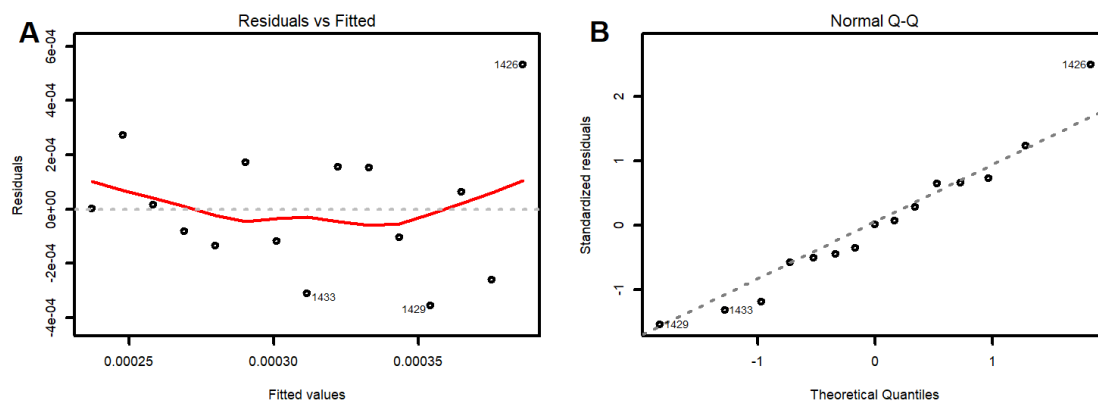 A
Residuals vs Fitted
Residuals
6e-04
4e-04
2e-04
0e+00
-2e-04
-4e-04
1426
1433
1429
0.00025
0.00030
0.00035
Fitted values
B
Normal Q-Q
Standardized residuals
2
1
0
-1
1426
1433
1429
-1
0
1
Theoretical Quantiles